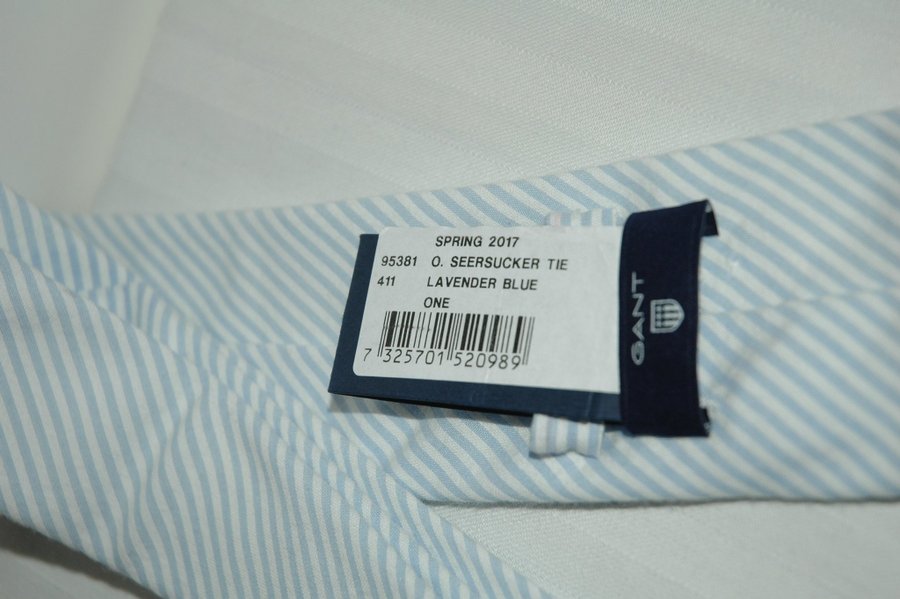 SPRING 2017
95381 O. SEERSUCKER TIE
411 LAVENDER BLUE
ONE
7 325701 520989
GANT